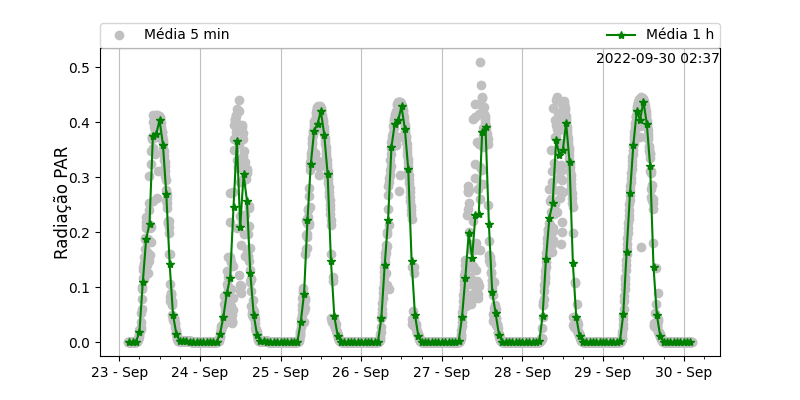 Média 5 min
Média 1 h
2022-09-30 02:37
Radiação PAR
0.5
0.4
0.3
0.2
0.1
0.0
23 - Sep
24 - Sep
25 - Sep
26 - Sep
27 - Sep
28 - Sep
29 - Sep
30 - Sep